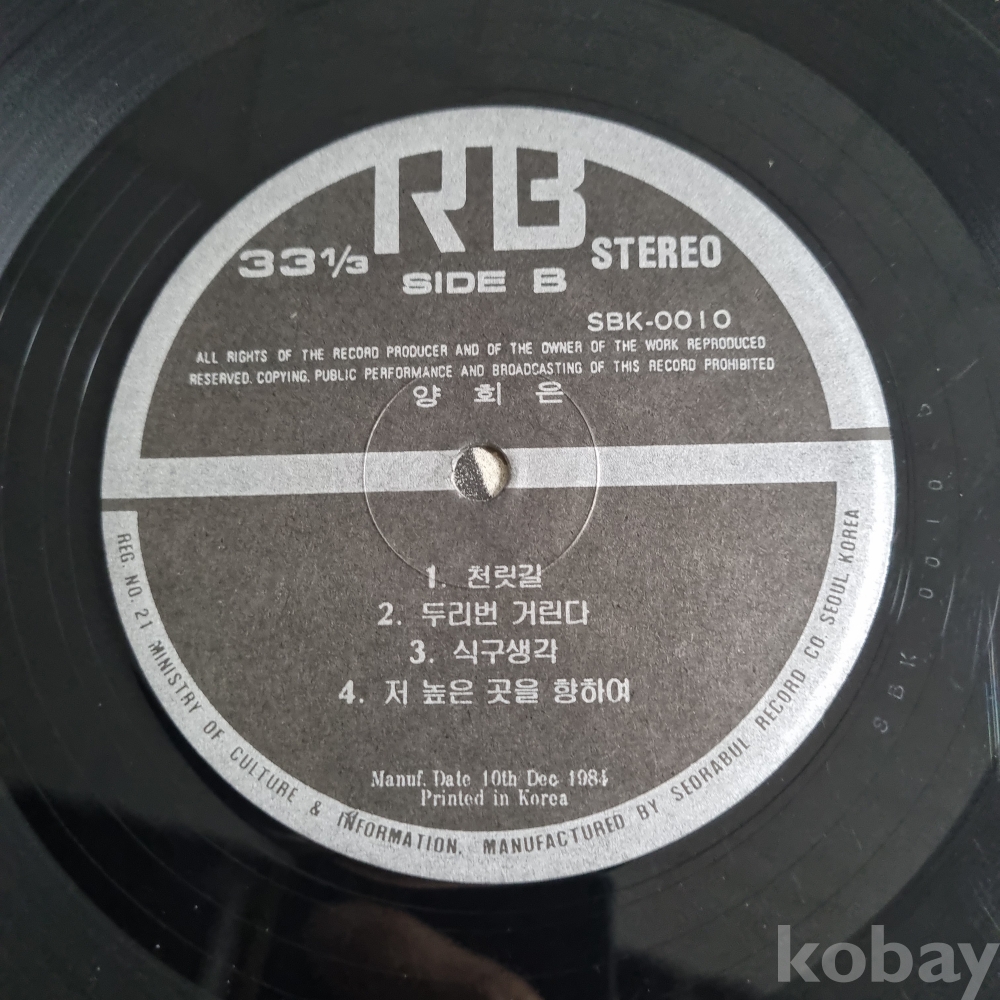 RB
33⅓
SIDE B
STEREO
SBK-0010
ALL RIGHTS OF THE RECORD PRODUCER AND OF THE OWNER OF THE WORK REPRODUCED
RESERVED. COPYING, PUBLIC PERFORMANCE AND BROADCASTING OF THIS RECORD PROHIBITED
양 희 은
1. 천릿길
2. 두리번 거린다
3. 식구생각
4. 저 높은 곳을 향하여
Manuf. Date 10th Dec 1984
Printed in Korea
REG. NO. 21 MINISTRY OF CULTURE & INFORMATION, MANUFACTURED BY SEORABUL RECORD CO. SEOUL KOREA
kobay